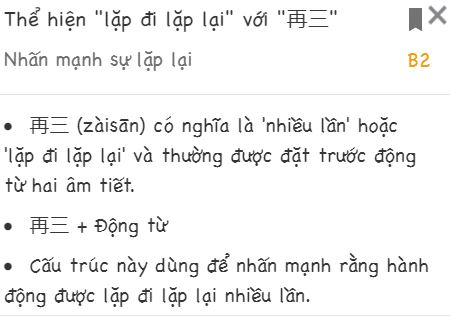 Thể hiện "lặp đi lặp lại" với "再三"
Nhấn mạnh sự lặp lại
B2
• 再三 (zàisān) có nghĩa là 'nhiều lần' hoặc
'lặp đi lặp lại' và thường được đặt trước động
từ hai âm tiết.
• 再三 + Động từ
• Cấu trúc này dùng để nhấn mạnh rằng hành
động được lặp đi lặp lại nhiều lần.